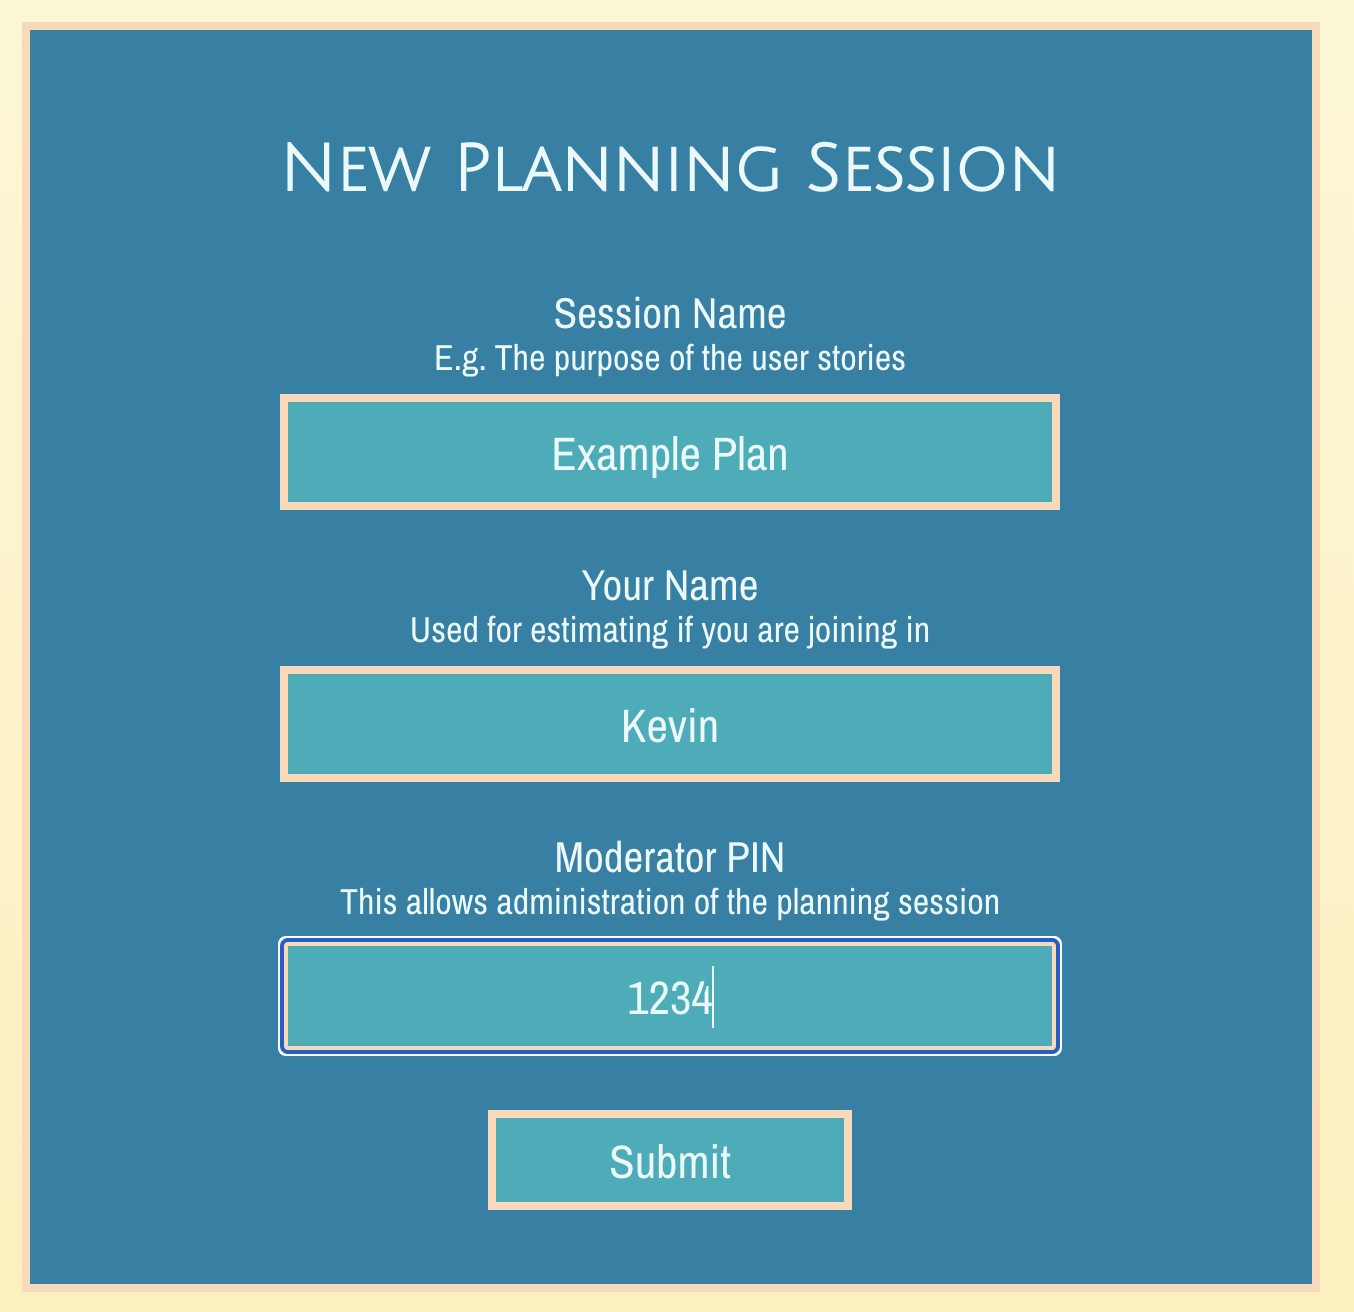 New Planning Session
Session Name
E.g. The purpose of the user stories
Example Plan
Your Name
Used for estimating if you are joining in
Kevin
Moderator PIN
This allows administration of the planning session
1234
Submit